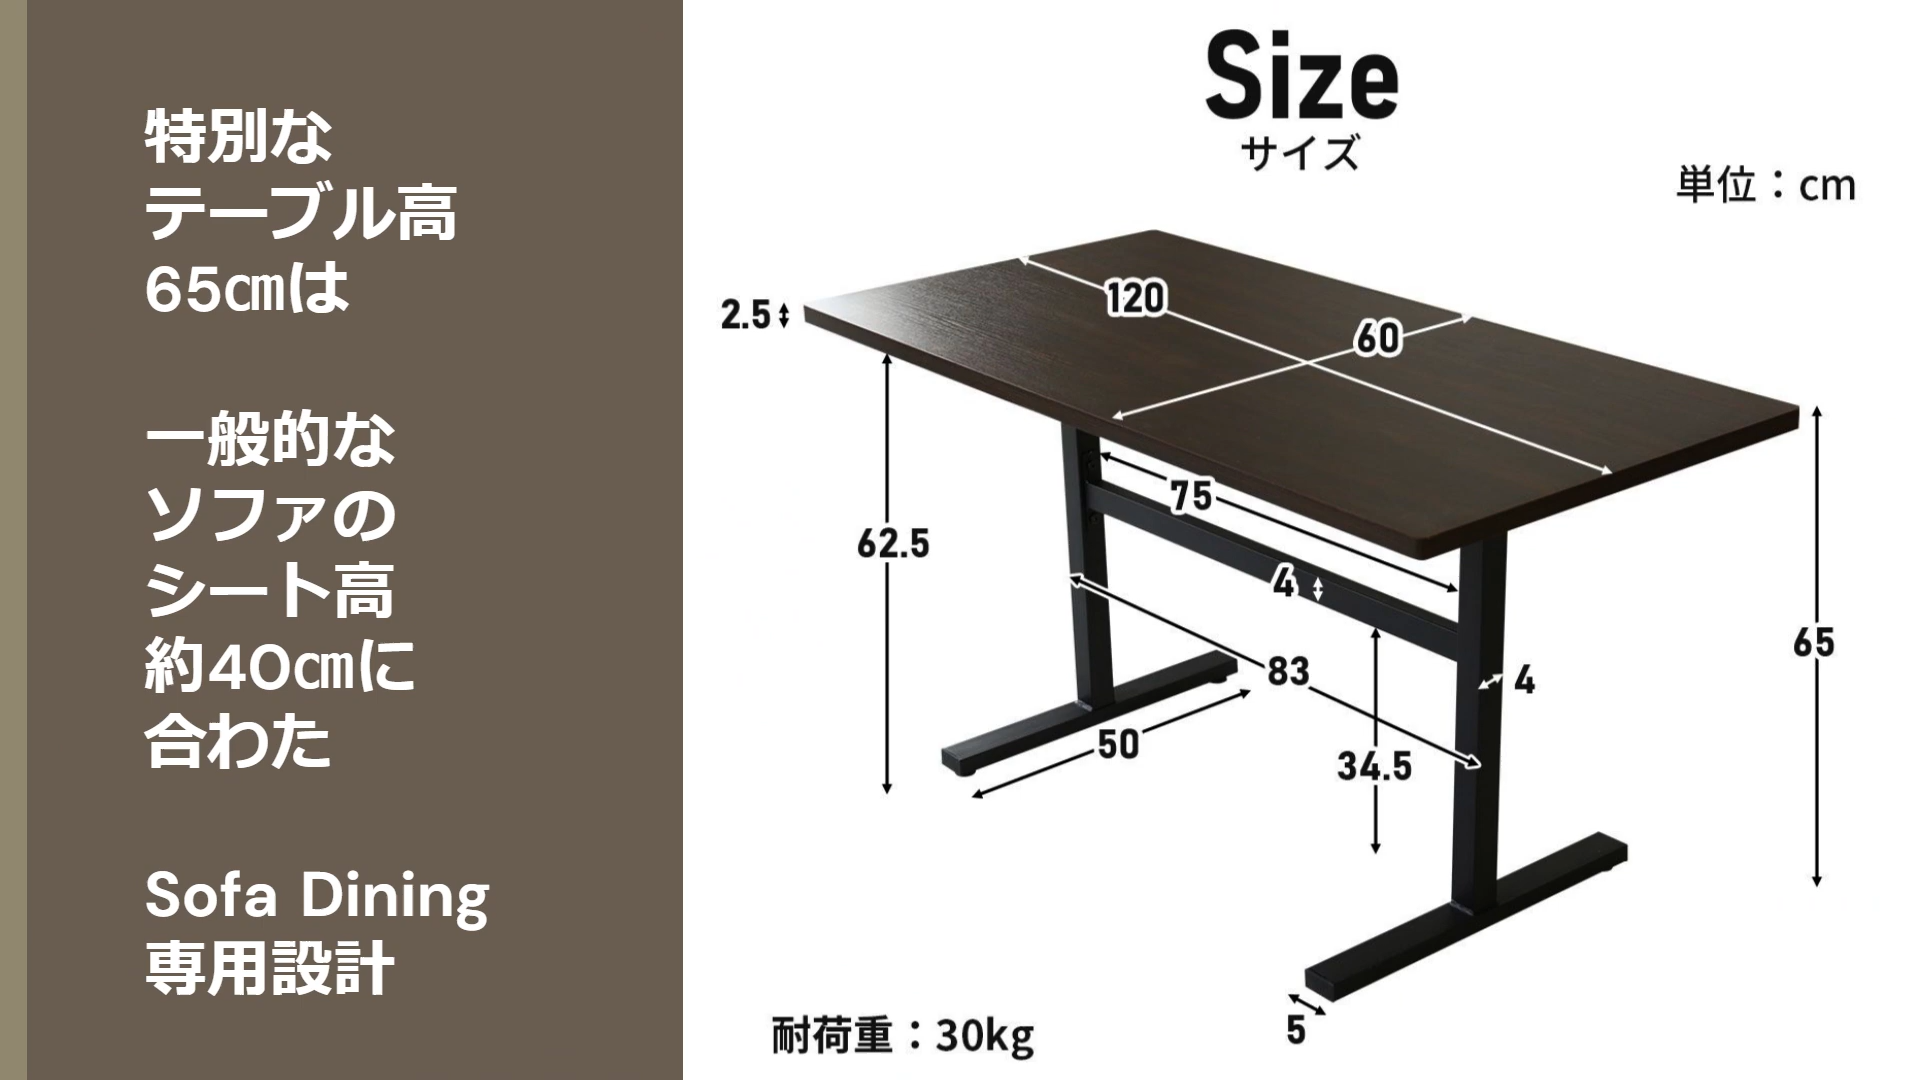 特別な
テーブル高
65㎝は
一般的な
ソファの
シート高
約40㎝に
合わた
Sofa Dining
専用設計
Size
サイズ
単位：cm
2.5
120
60
75
62.5
4
65
83
4
50
34.5
5
耐荷重：30kg